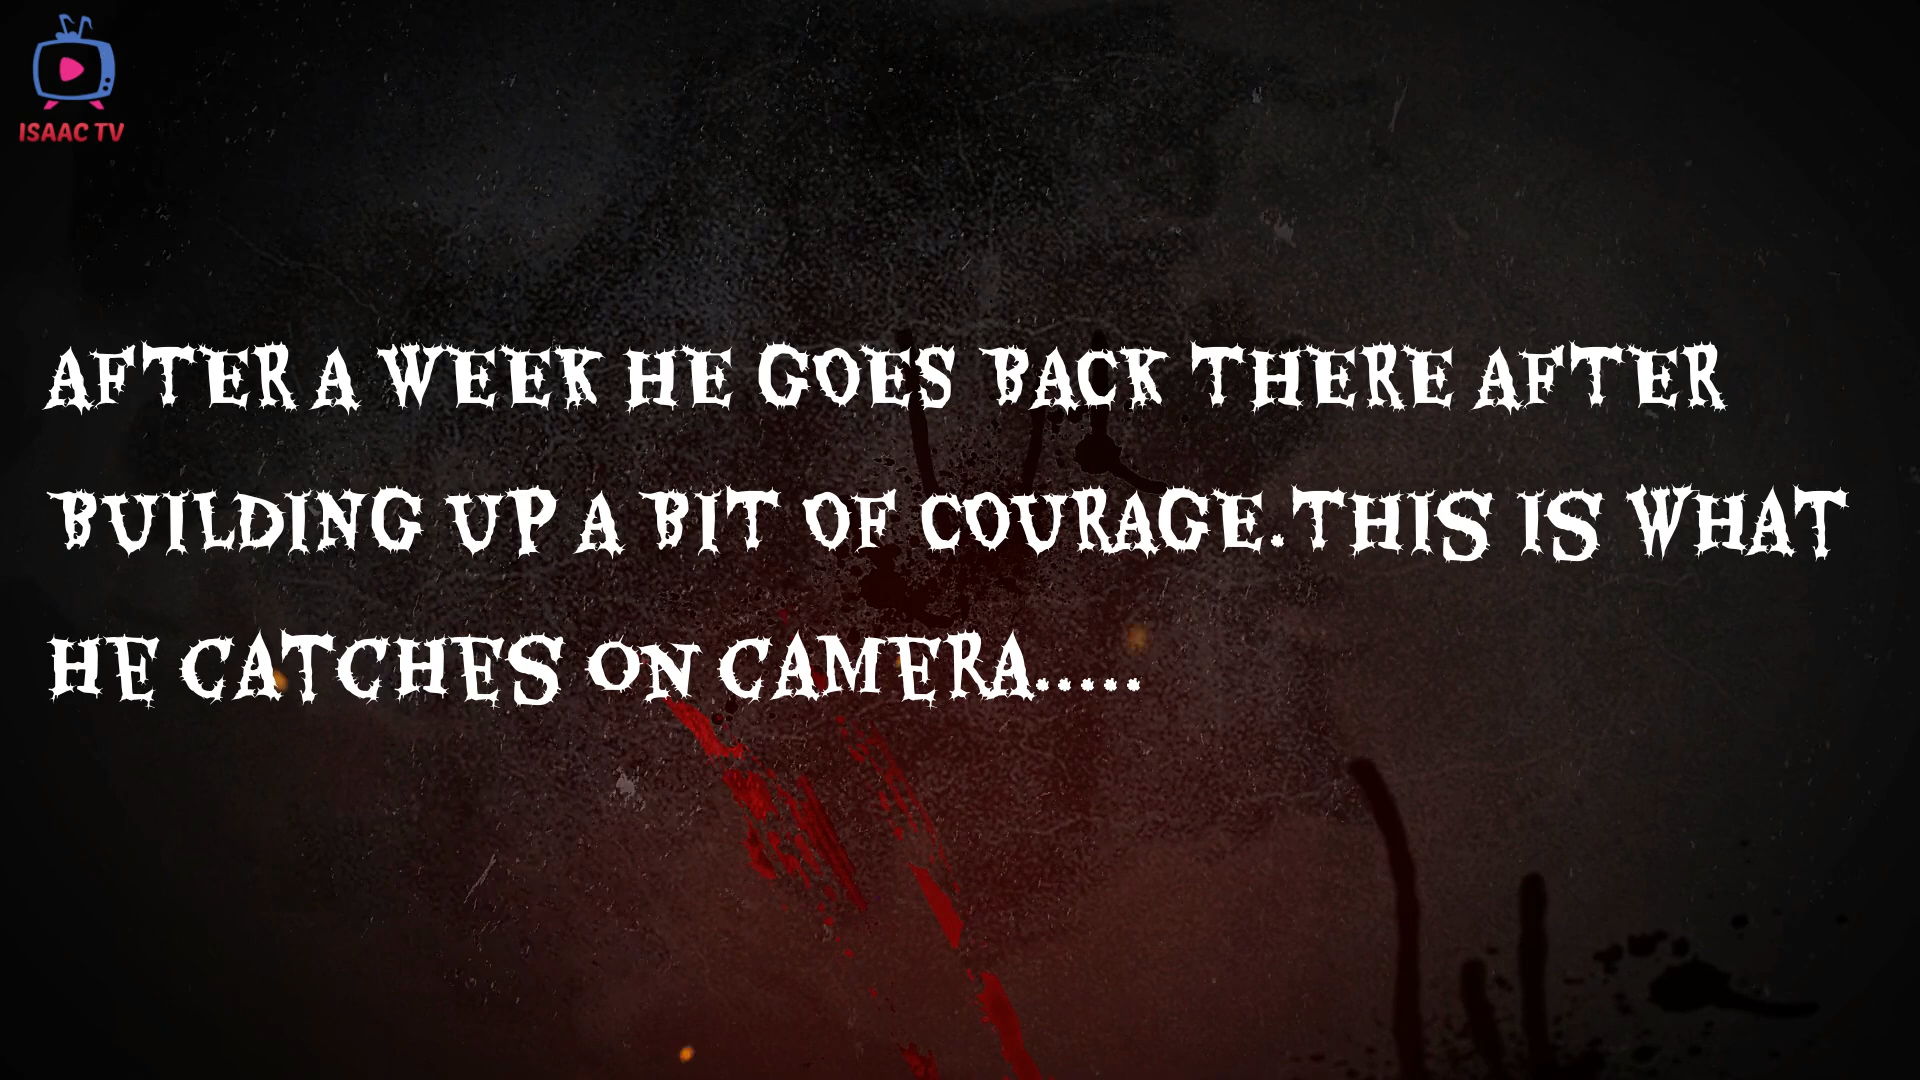 ISAAC TV
AFTER A WEEK HE GOES BACK THERE AFTER
BUILDING UP A BIT OF COURAGE.THIS IS WHAT
HE CATCHES ON CAMERA.....